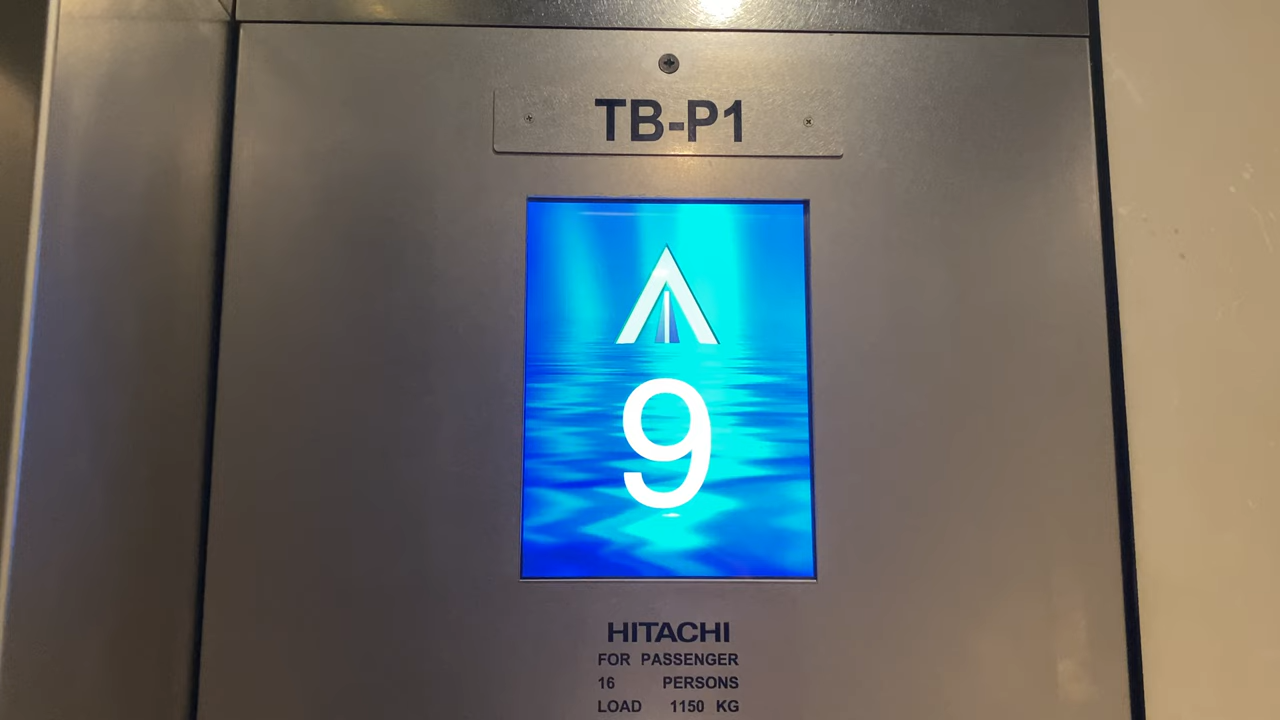 TB-P1
9
HITACHI
FOR PASSENGER
16 PERSONS
LOAD 1150 KG